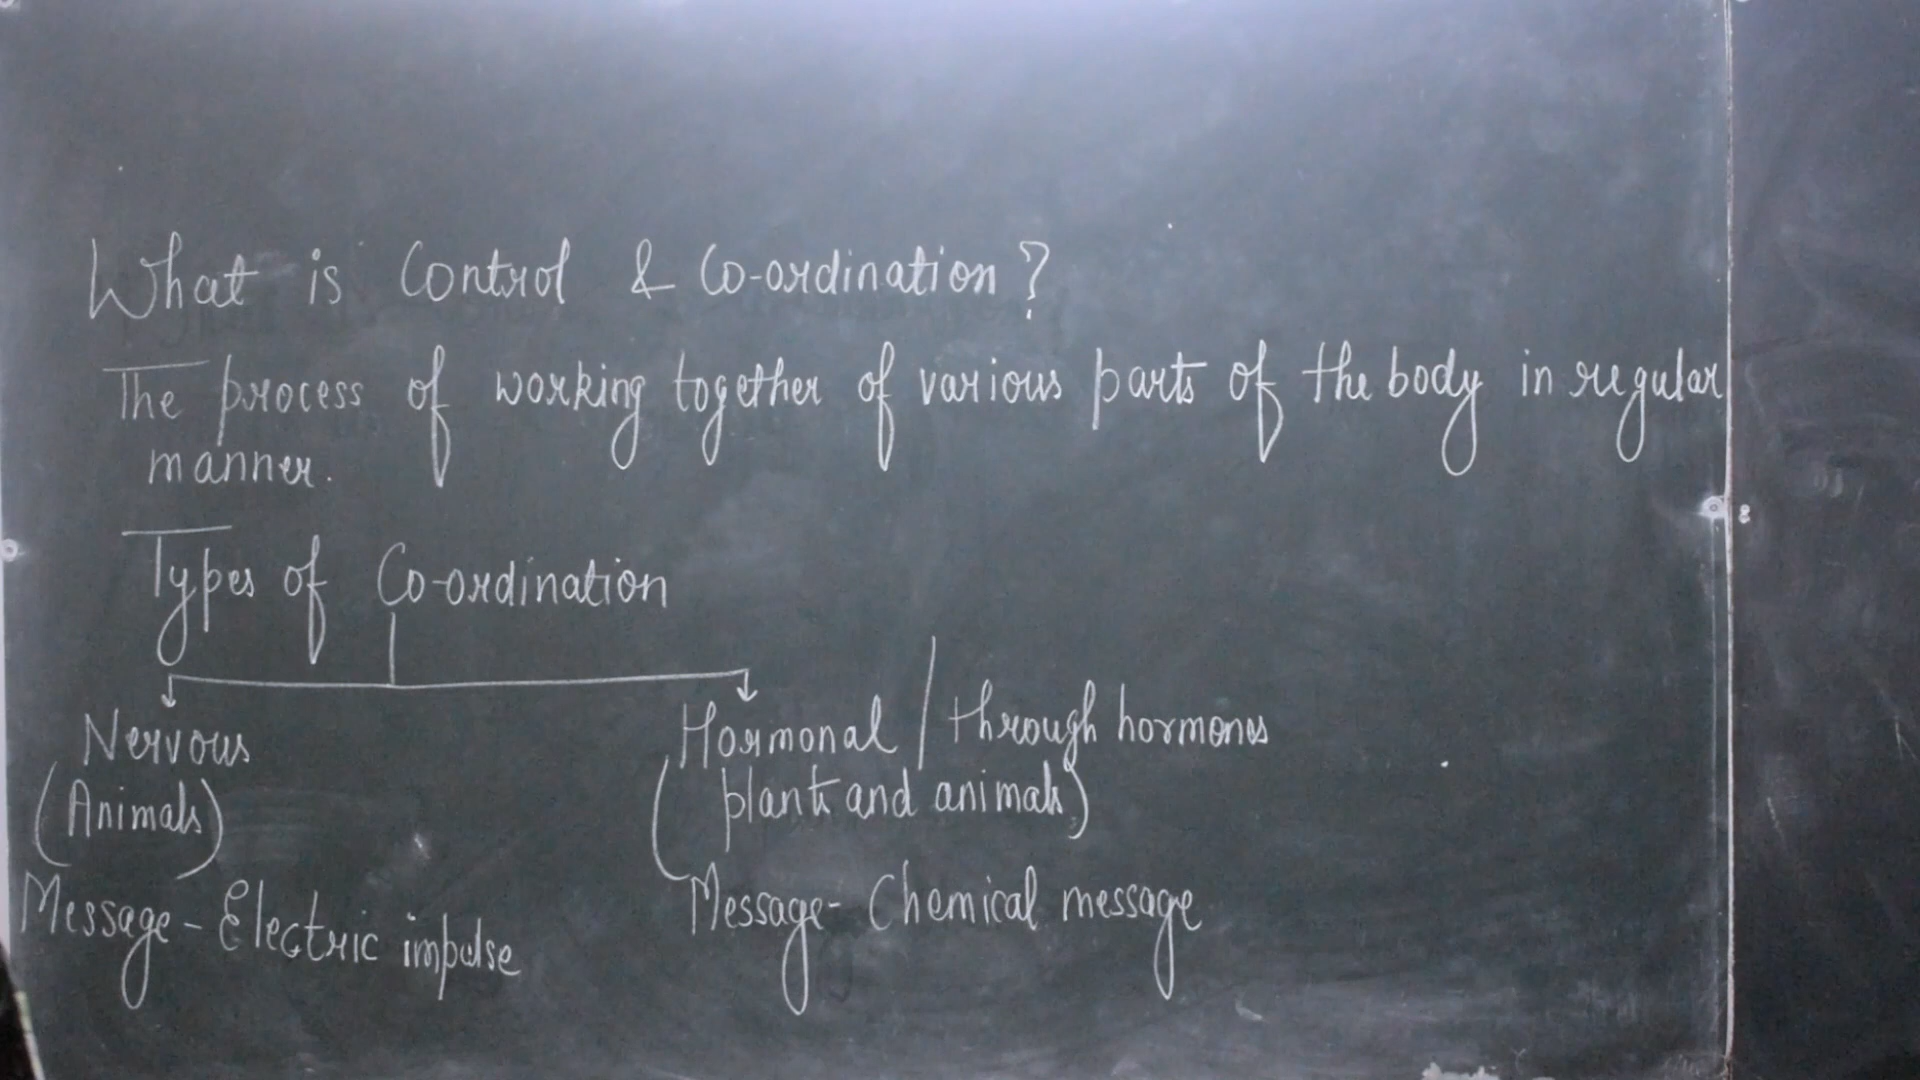 What is Control & Co-ordination?
The process of working together of various parts of the body in regular
manner.
Types of Co-ordination
Nervous
Hormonal / through hormones
(Animals)
(plants and animals)
Message - Electric impulse
Message - Chemical message